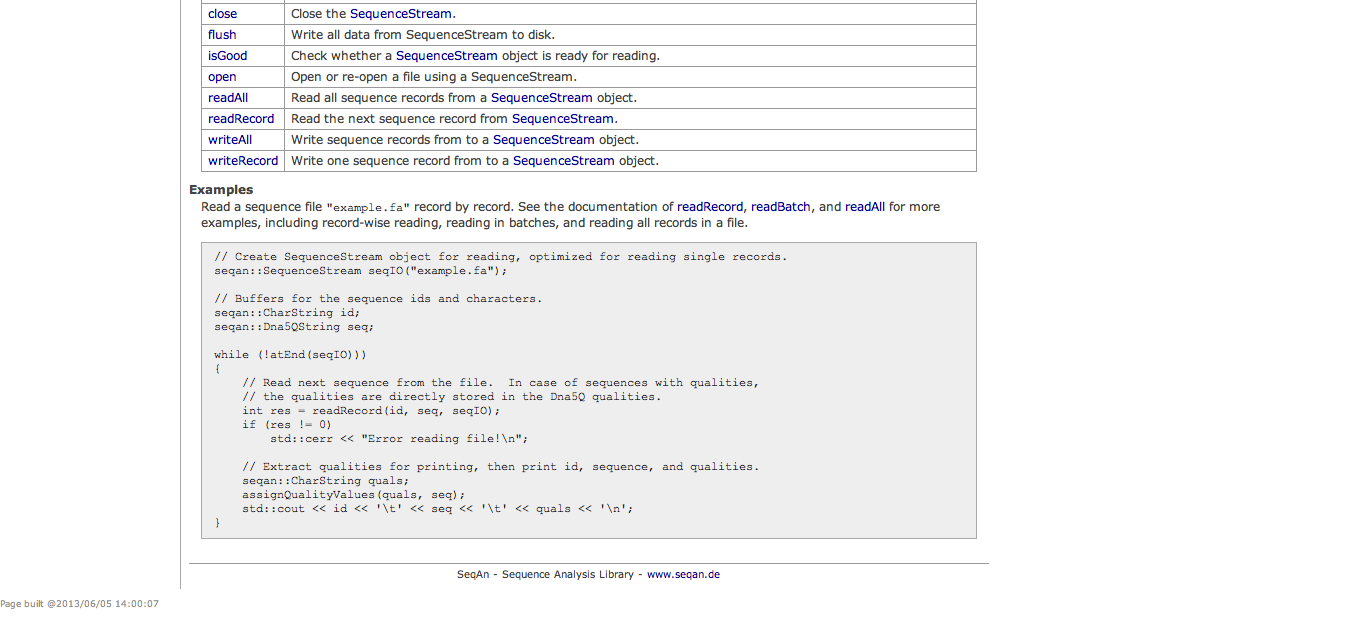 close Close the SequenceStream.
flush Write all data from SequenceStream to disk.
isGood Check whether a SequenceStream object is ready for reading.
open Open or re-open a file using a SequenceStream.
readAll Read all sequence records from a SequenceStream object.
readRecord Read the next sequence record from SequenceStream.
writeAll Write sequence records from to a SequenceStream object.
writeRecord Write one sequence record from to a SequenceStream object.
Examples
Read a sequence file "example.fa" record by record. See the documentation of readRecord, readBatch, and readAll for more
examples, including record-wise reading, reading in batches, and reading all records in a file.
// Create SequenceStream object for reading, optimized for reading single records.
seqan::SequenceStream seqIO("example.fa");
// Buffers for the sequence ids and characters.
seqan::CharString id;
seqan::Dna5QString seq;
while (!atEnd(seqIO)))
{
    // Read next sequence from the file.  In case of sequences with qualities,
    // the qualities are directly stored in the Dna5Q qualities.
    int res = readRecord(id, seq, seqIO);
    if (res != 0)
        std::cerr << "Error reading file!\n";
    // Extract qualities for printing, then print id, sequence, and qualities.
    seqan::CharString quals;
    assignQualityValues(quals, seq);
    std::cout << id << '\t' << seq << '\t' << quals << '\n';
}
SeqAn - Sequence Analysis Library - www.seqan.de
Page built @2013/06/05 14:00:07